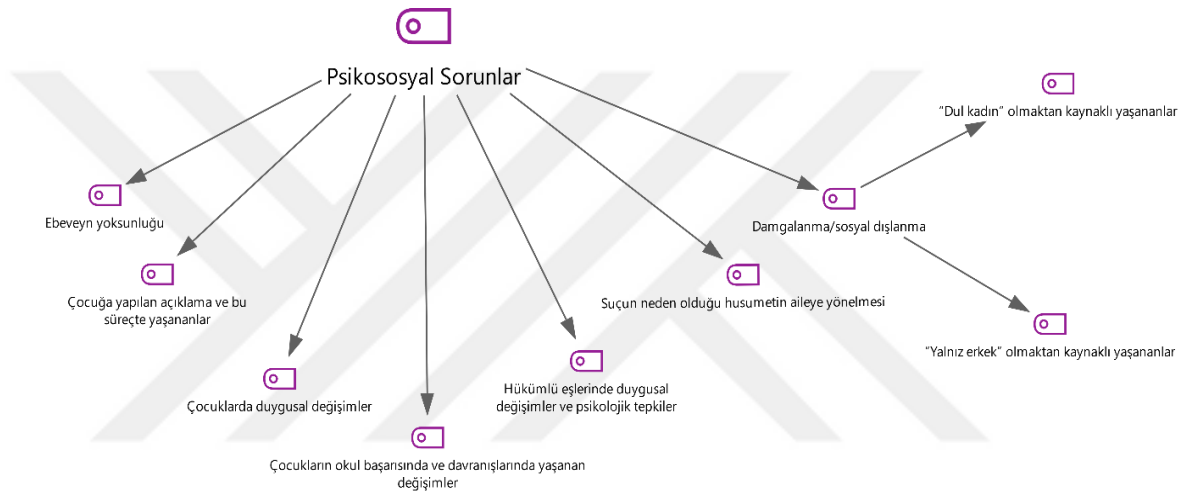 Psikososyal Sorunlar
"Dul kadın" olmaktan kaynaklı yaşananlar
Ebeveyn yoksunluğu
Damgalanma/sosyal dışlanma
Çocuğa yapılan açıklama ve bu
süreçte yaşananlar
Suçun neden olduğu husumetin aileye yönelmesi
"Yalnız erkek" olmaktan kaynaklı yaşananlar
Çocuklarda duygusal değişimler
Hükümlü eşlerinde duygusal
değişimler ve psikolojik tepkiler
Çocukların okul başarısında ve davranışlarında yaşanan
değişimler